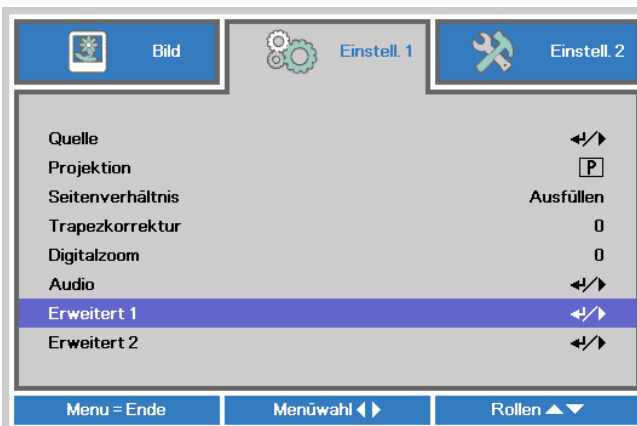 Bild Einstell. 1 Einstell. 2
Quelle ↵/▶
Projektion P
Seitenverhältnis Ausfüllen
Trapezkorrektur 0
Digitalzoom 0
Audio ↵/▶
Erweitert 1 ↵/▶
Erweitert 2 ↵/▶
Menu = Ende Menüwahl ◀▶ Rollen ▲▼